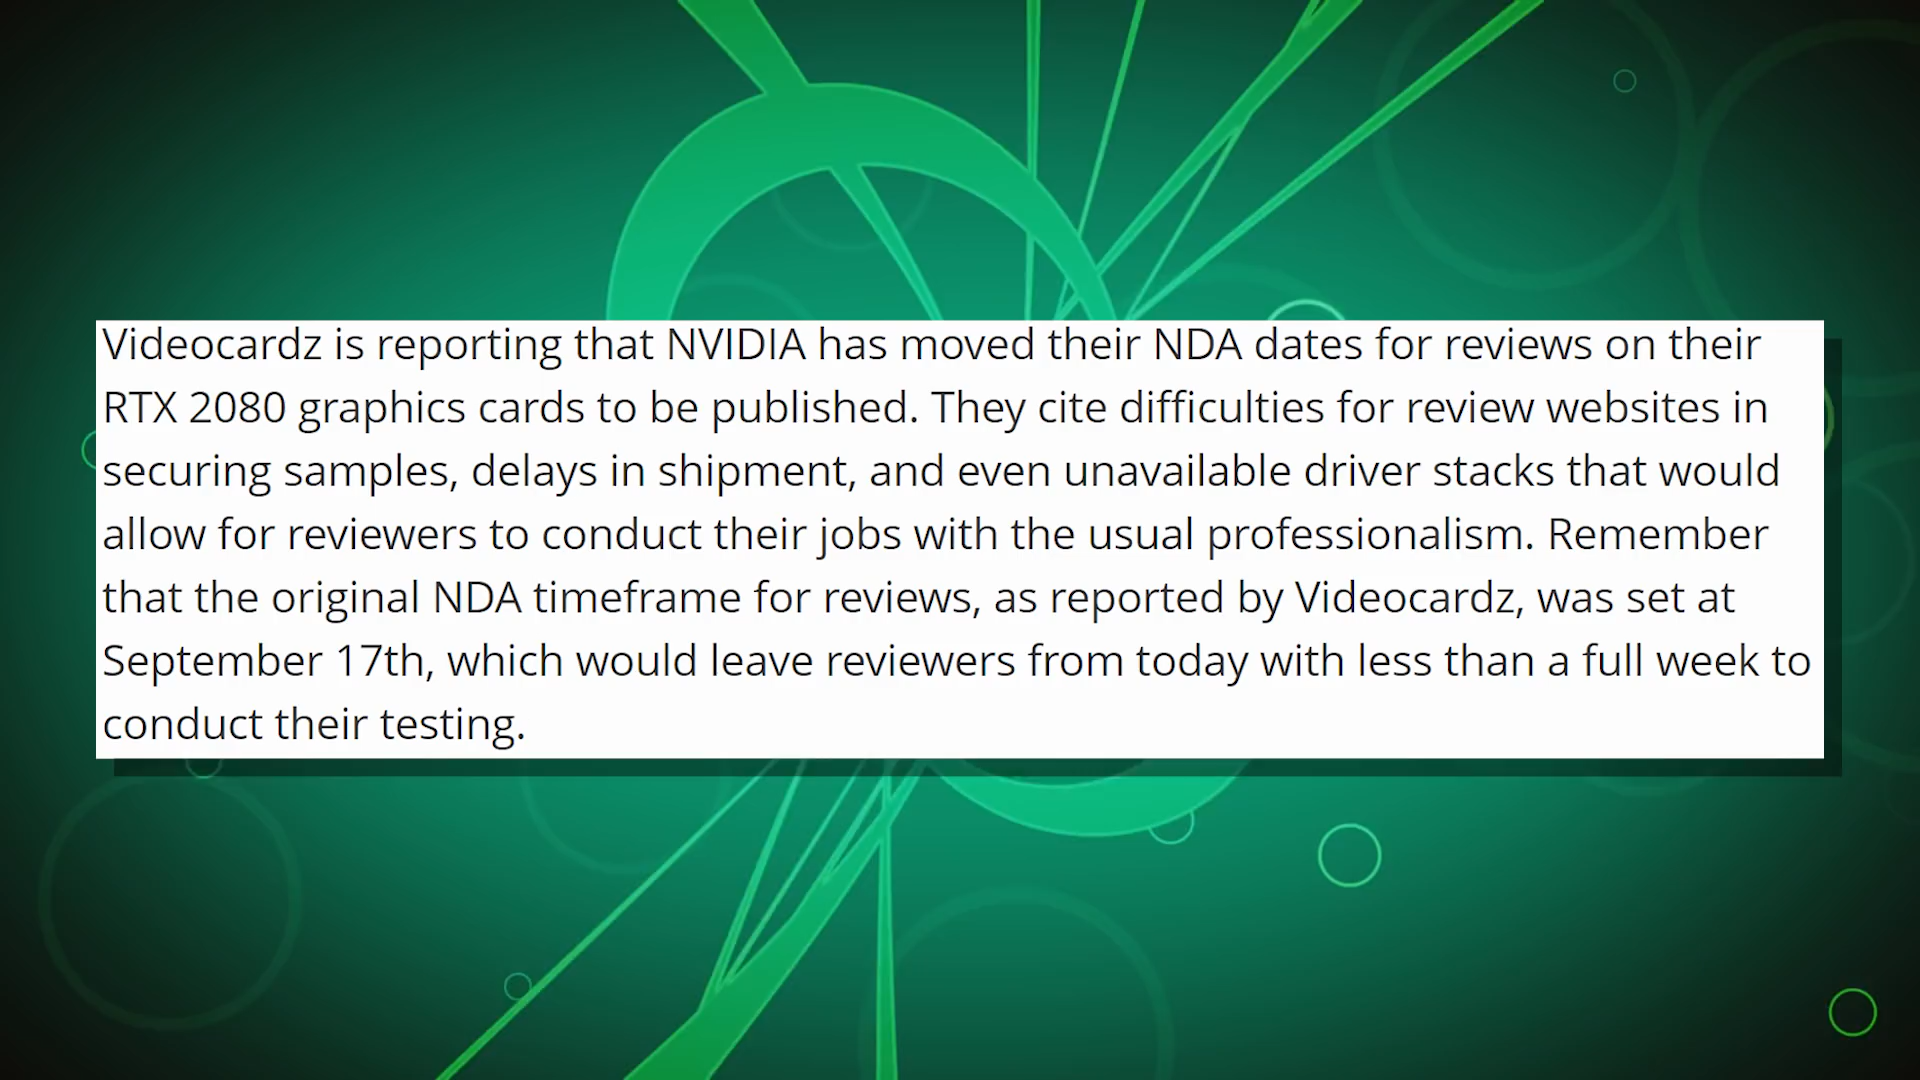 Videocardz is reporting that NVIDIA has moved their NDA dates for reviews on their
RTX 2080 graphics cards to be published. They cite difficulties for review websites in
securing samples, delays in shipment, and even unavailable driver stacks that would
allow for reviewers to conduct their jobs with the usual professionalism. Remember
that the original NDA timeframe for reviews, as reported by Videocardz, was set at
September 17th, which would leave reviewers from today with less than a full week to
conduct their testing.